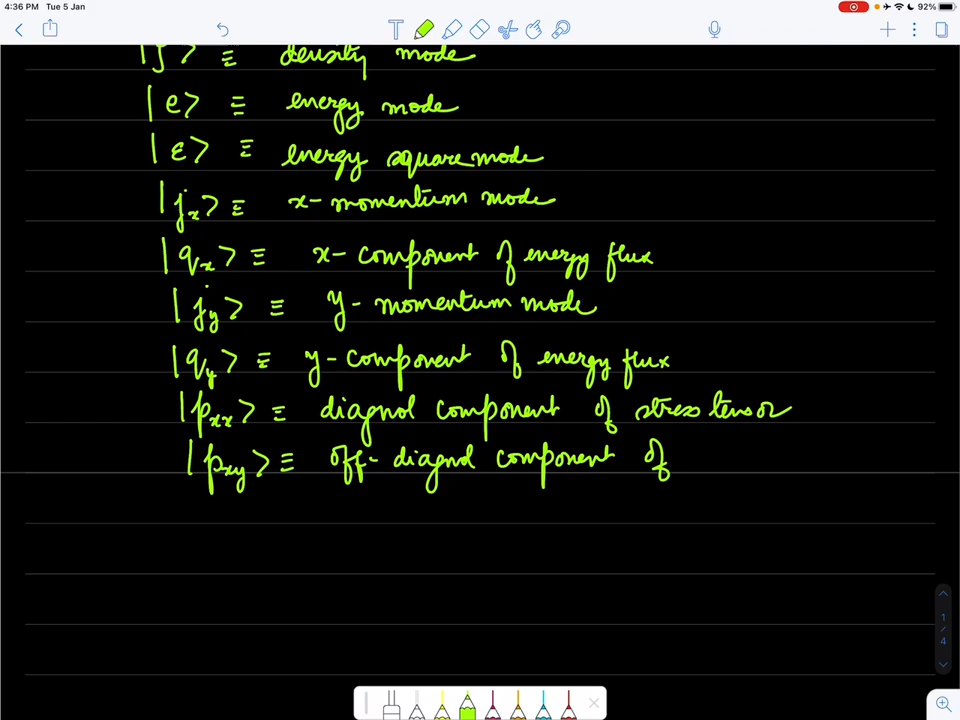 4:36 PM Tue 5 Jan 92%
T
|ρ> ≡ density mode
|e> ≡ energy mode
|ε> ≡ energy square mode
|jx> ≡ x-momentum mode
|qx> ≡ x-component of energy flux
|jy> ≡ y-momentum mode
|qy> ≡ y-component of energy flux
|pxx> ≡ diagnol component of stress tensor
|pxy> ≡ off-diagnol component of
1
/
4